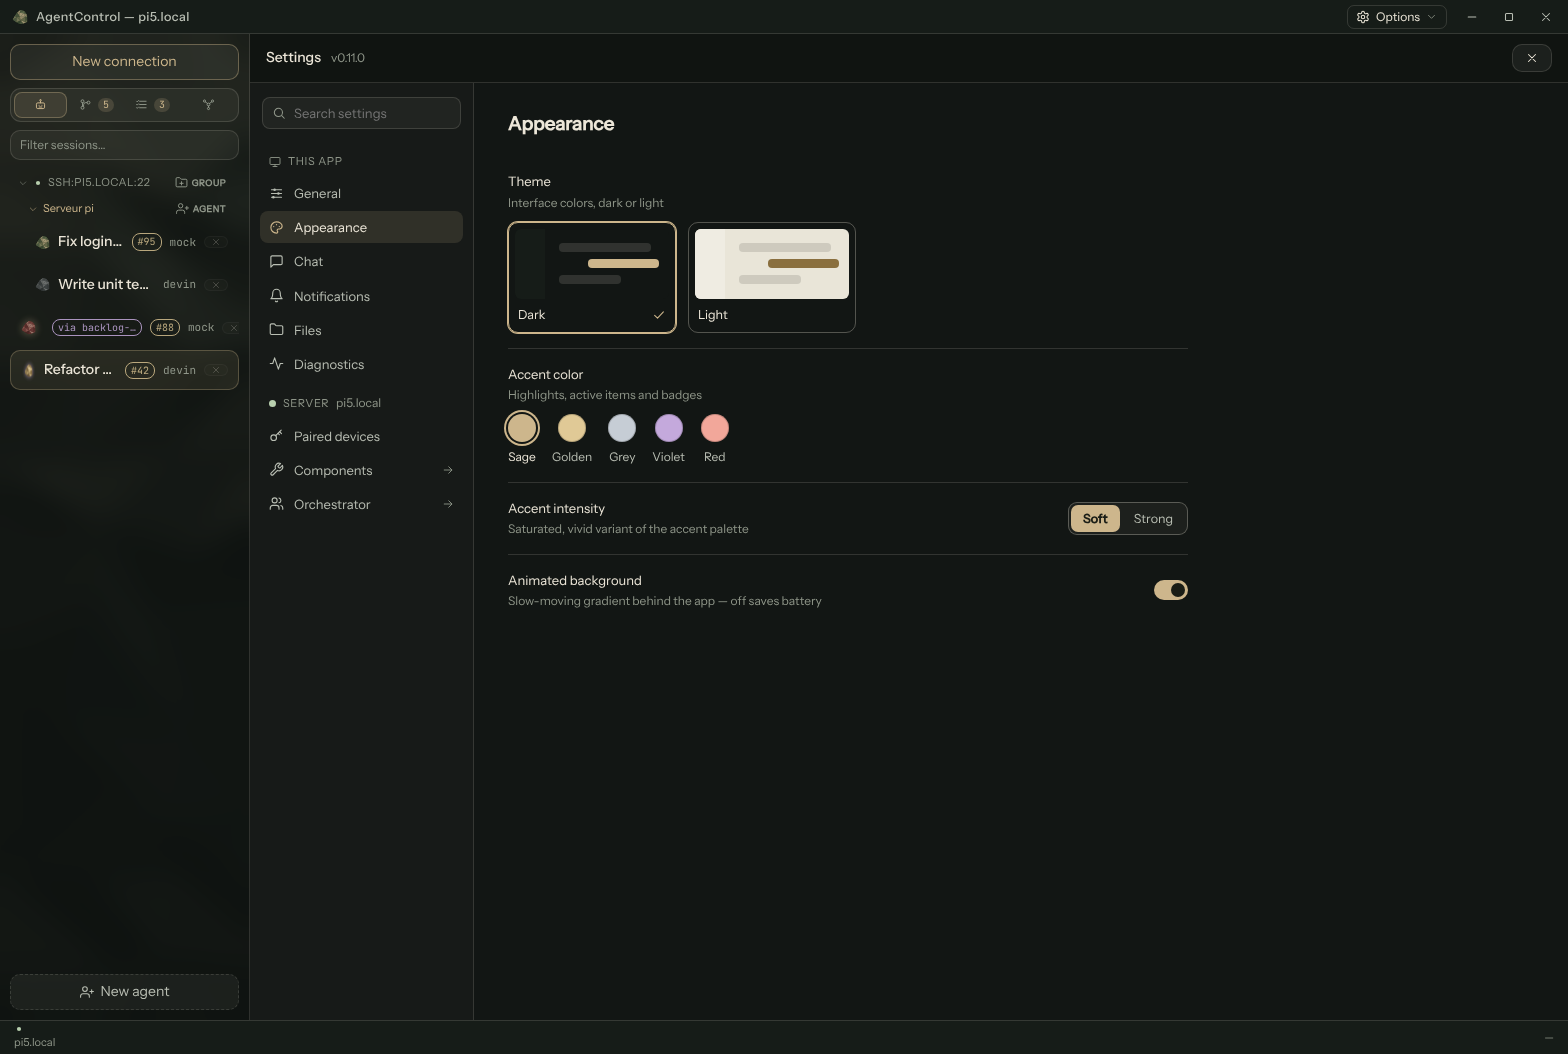 AgentControl — pi5.local
Options
New connection
5
3
Filter sessions...
SSH:PI5.LOCAL:22
GROUP
Serveur pi
AGENT
Fix login... #95 mock
Write unit te... devin
via backlog-… #88 mock
Refactor ... #42 devin
New agent
pi5.local
Settings v0.11.0
Search settings
THIS APP
General
Appearance
Chat
Notifications
Files
Diagnostics
SERVER pi5.local
Paired devices
Components
Orchestrator
Appearance
Theme
Interface colors, dark or light
Dark
Light
Accent color
Highlights, active items and badges
Sage Golden Grey Violet Red
Accent intensity
Saturated, vivid variant of the accent palette
Soft Strong
Animated background
Slow-moving gradient behind the app — off saves battery